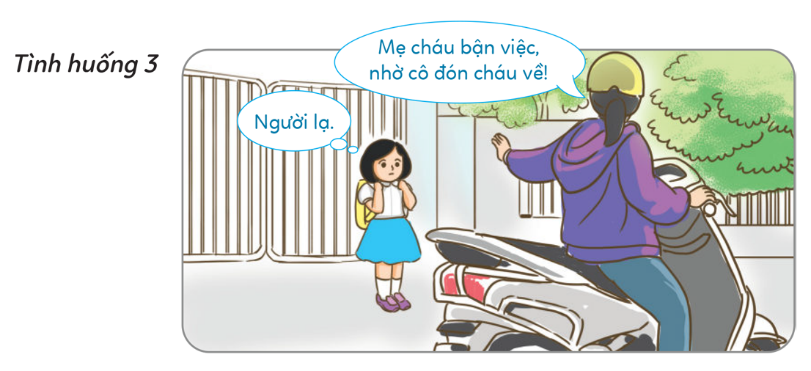 Tình huống 3
Mẹ cháu bận việc,
nhờ cô đón cháu về!
Người lạ.